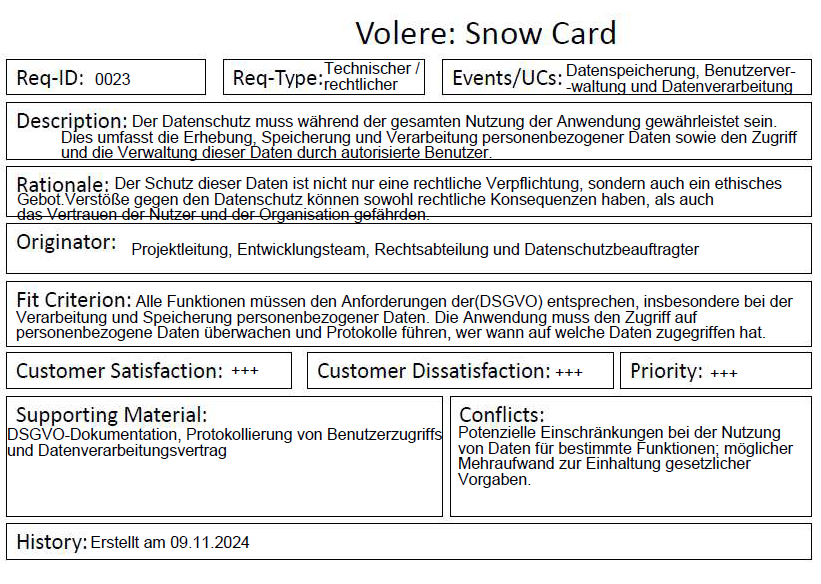 Volere: Snow Card
Req-ID: 0023
Req-Type: Technischer /
rechtlicher
Events/UCs: Datenspeicherung, Benutzerver-
-waltung und Datenverarbeitung
Description: Der Datenschutz muss während der gesamten Nutzung der Anwendung gewährleistet sein.
Dies umfasst die Erhebung, Speicherung und Verarbeitung personenbezogener Daten sowie den Zugriff
und die Verwaltung dieser Daten durch autorisierte Benutzer.
Rationale: Der Schutz dieser Daten ist nicht nur eine rechtliche Verpflichtung, sondern auch ein ethisches
Gebot.Verstöße gegen den Datenschutz können sowohl rechtliche Konsequenzen haben, als auch
das Vertrauen der Nutzer und der Organisation gefährden.
Originator: Projektleitung, Entwicklungsteam, Rechtsabteilung und Datenschutzbeauftragter
Fit Criterion: Alle Funktionen müssen den Anforderungen der(DSGVO) entsprechen, insbesondere bei der
Verarbeitung und Speicherung personenbezogener Daten. Die Anwendung muss den Zugriff auf
personenbezogene Daten überwachen und Protokolle führen, wer wann auf welche Daten zugegriffen hat.
Customer Satisfaction: +++
Customer Dissatisfaction: +++
Priority: +++
Supporting Material:
DSGVO-Dokumentation, Protokollierung von Benutzerzugriffs
und Datenverarbeitungsvertrag
Conflicts:
Potenzielle Einschränkungen bei der Nutzung
von Daten für bestimmte Funktionen; möglicher
Mehraufwand zur Einhaltung gesetzlicher
Vorgaben.
History: Erstellt am 09.11.2024